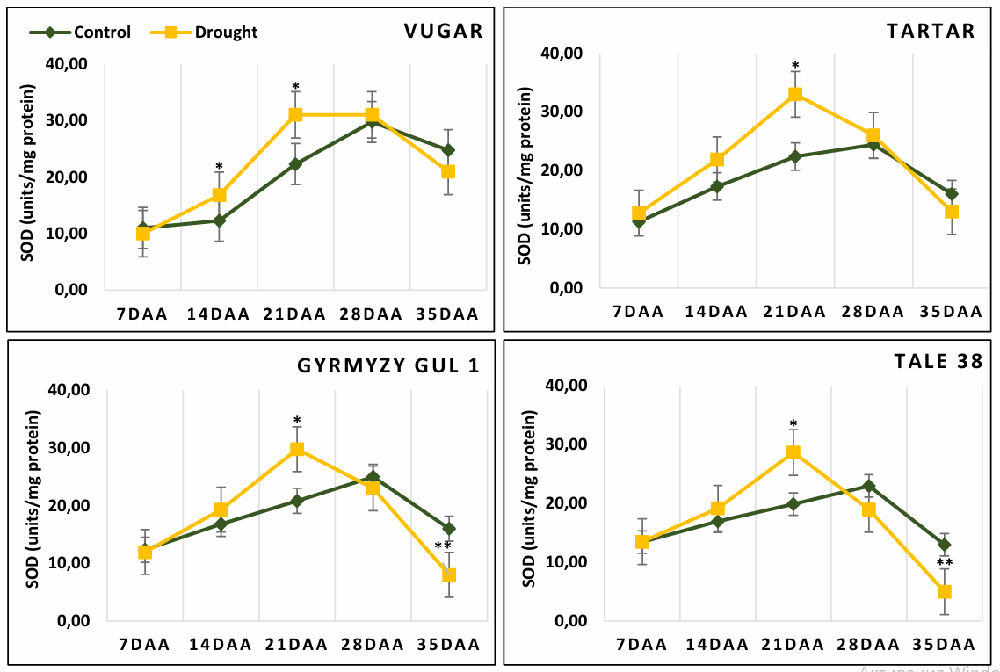 Control Drought VUGAR
SOD (units/mg protein)
40,00
30,00
20,00
10,00
0,00
*
*
7DAA 14DAA 21DAA 28DAA 35DAA
TARTAR
SOD (units/mg protein)
40,00
30,00
20,00
10,00
0,00
*
7DAA 14DAA 21DAA 28DAA 35DAA
GYRMYZY GUL 1
SOD (units/mg protein)
40,00
30,00
20,00
10,00
0,00
*
**
7DAA 14DAA 21DAA 28DAA 35DAA
TALE 38
SOD (units/mg protein)
40,00
30,00
20,00
10,00
0,00
*
**
7DAA 14DAA 21DAA 28DAA 35DAA